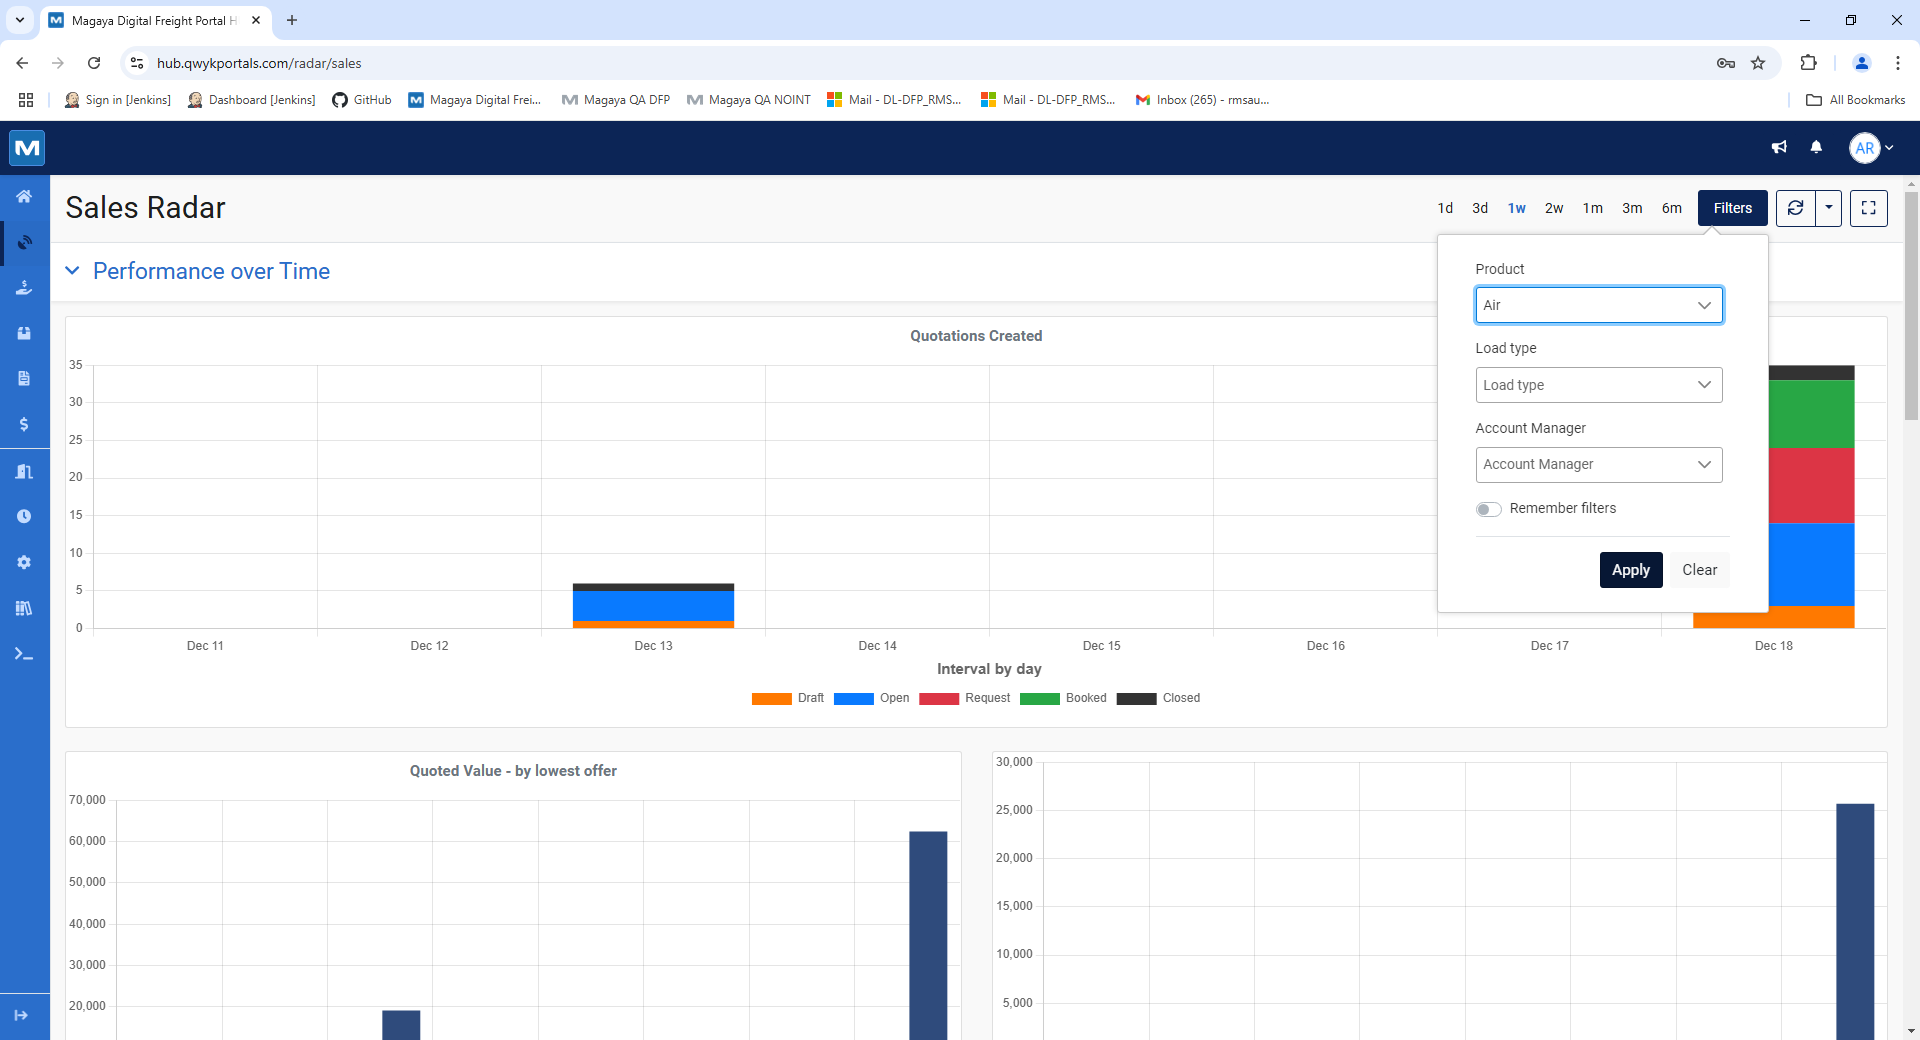 Magaya Digital Freight Portal H
hub.qwykportals.com/radar/sales
Sign in [Jenkins]
Dashboard [Jenkins]
GitHub
Magaya Digital Frei...
Magaya QA DFP
Magaya QA NOINT
Mail - DL-DFP_RMS...
Mail - DL-DFP_RMS...
Inbox (265) - rmsau...
All Bookmarks
AR
Sales Radar
1d 3d 1w 2w 1m 3m 6m Filters
Performance over Time
Product
Air
Load type
Load type
Account Manager
Account Manager
Remember filters
Apply Clear
Quotations Created
35
30
25
20
15
10
5
0
Dec 11 Dec 12 Dec 13 Dec 14 Dec 15 Dec 16 Dec 17 Dec 18
Interval by day
Draft Open Request Booked Closed
Quoted Value - by lowest offer
70,000
60,000
50,000
40,000
30,000
20,000
30,000
25,000
20,000
15,000
10,000
5,000